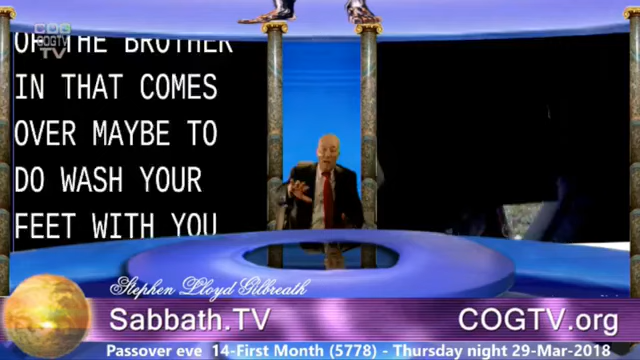 COG
COGTV
TV
OF THE BROTHER
IN THAT COMES
OVER MAYBE TO
DO WASH YOUR
FEET WITH YOU
Stephen Lloyd Gilbreath
Sabbath.TV
COGTV.org
Passover eve 14-First Month (5778) - Thursday night 29-Mar-2018